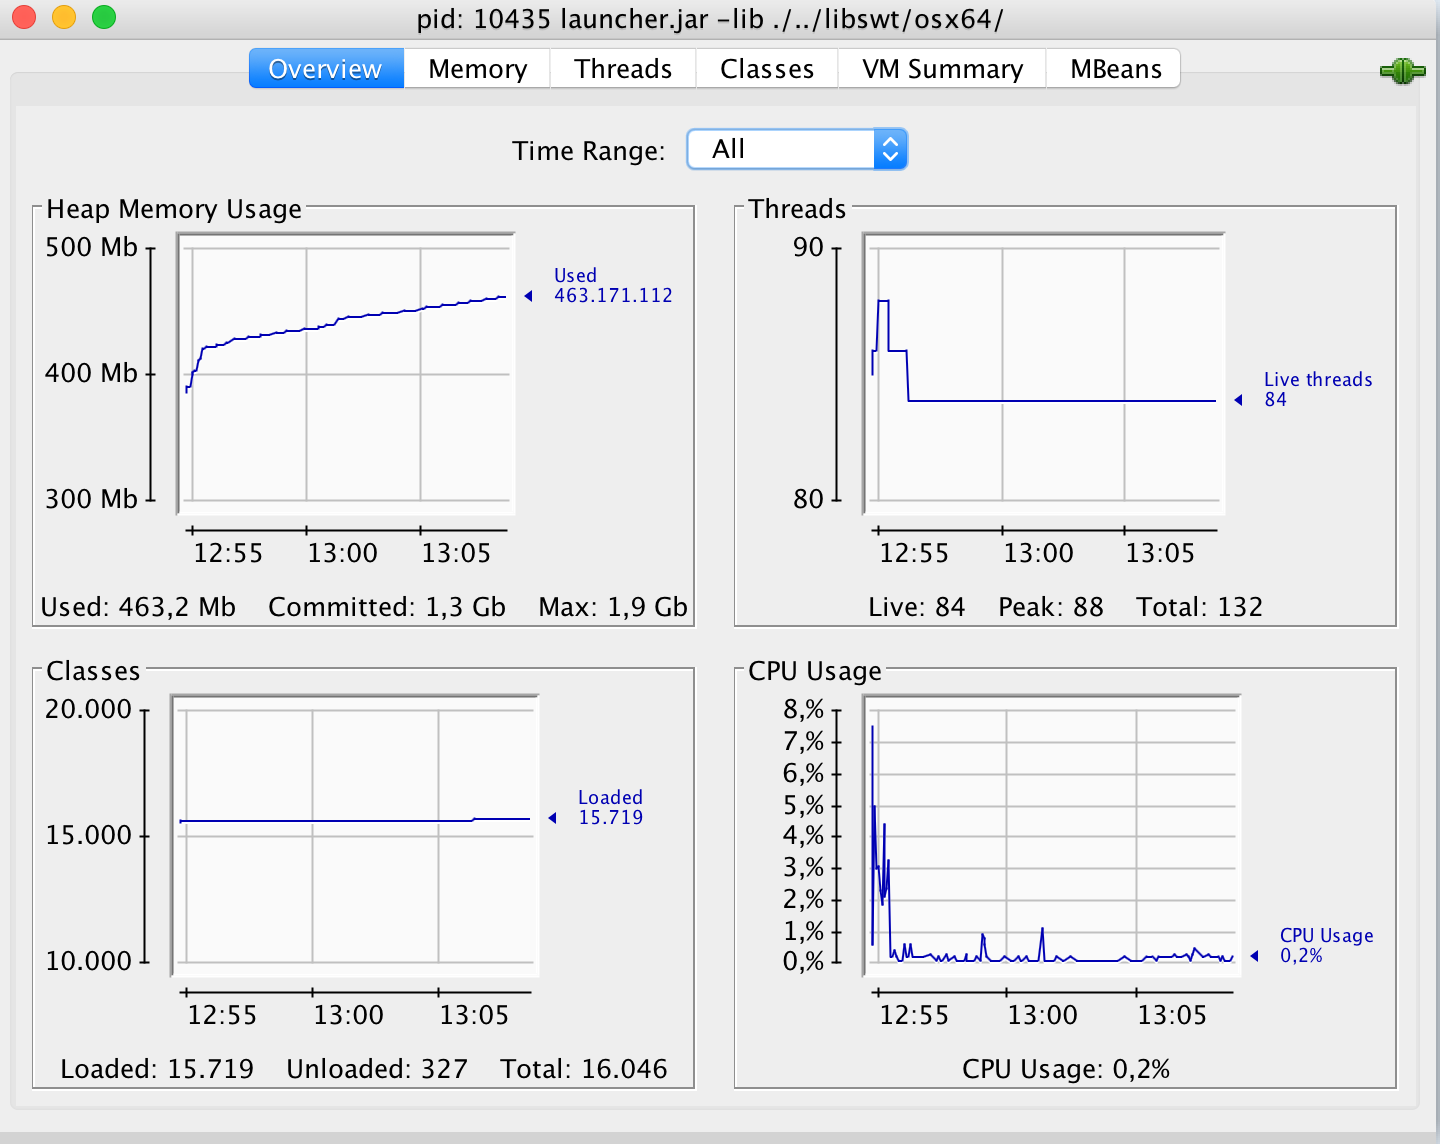 pid: 10435 launcher.jar -lib ./../libswt/osx64/
Overview Memory Threads Classes VM Summary MBeans
Time Range: All
Heap Memory Usage
500 Mb
400 Mb
300 Mb
Used
463.171.112
12:55 13:00 13:05
Used: 463,2 Mb Committed: 1,3 Gb Max: 1,9 Gb
Threads
90
80
Live threads
84
12:55 13:00 13:05
Live: 84 Peak: 88 Total: 132
Classes
20.000
15.000
10.000
Loaded
15.719
12:55 13:00 13:05
Loaded: 15.719 Unloaded: 327 Total: 16.046
CPU Usage
8,%
7,%
6,%
5,%
4,%
3,%
2,%
1,%
0,%
CPU Usage
0,2%
12:55 13:00 13:05
CPU Usage: 0,2%